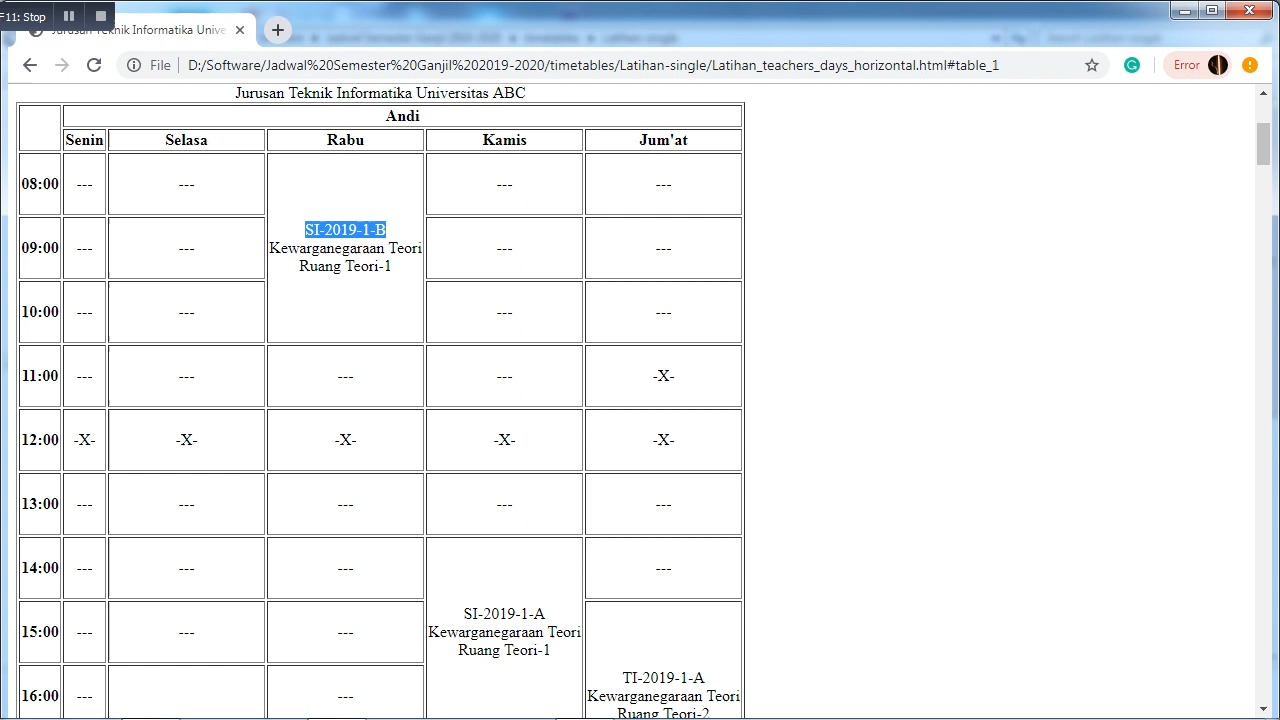 F11: Stop
Jurusan Teknik Informatika Unive
File D:/Software/Jadwal%20Semester%20Ganjil%202019-2020/timetables/Latihan-single/Latihan_teachers_days_horizontal.html#table_1
Error
Jurusan Teknik Informatika Universitas ABC
Andi
Senin Selasa Rabu Kamis Jum'at
08:00 --- --- --- ---
SI-2019-1-B
09:00 --- --- Kewarganegaraan Teori --- ---
Ruang Teori-1
10:00 --- --- --- ---
11:00 --- --- --- --- -X-
12:00 -X- -X- -X- -X- -X-
13:00 --- --- --- --- ---
14:00 --- --- --- ---
SI-2019-1-A
15:00 --- --- --- Kewarganegaraan Teori
Ruang Teori-1
TI-2019-1-A
16:00 --- --- Kewarganegaraan Teori
Ruang Teori-2